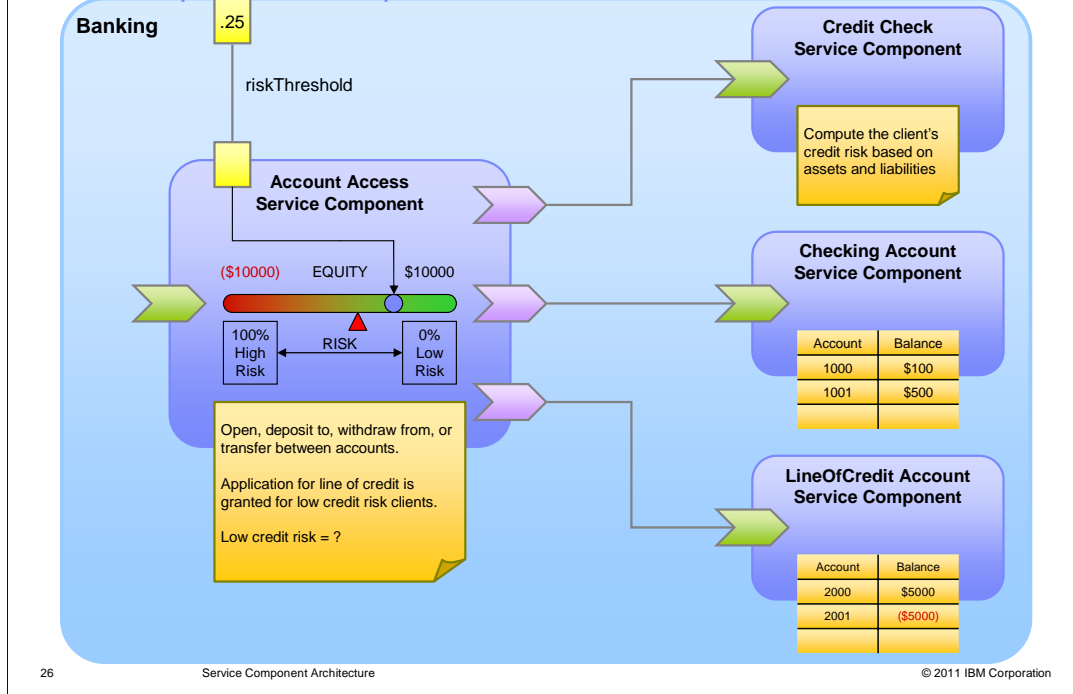 Banking
.25
riskThreshold
Account Access
Service Component
($10000)
EQUITY
$10000
100%
High
Risk
RISK
0%
Low
Risk
Open, deposit to, withdraw from, or
transfer between accounts.
Application for line of credit is
granted for low credit risk clients.
Low credit risk = ?
Credit Check
Service Component
Compute the client's
credit risk based on
assets and liabilities
Checking Account
Service Component
Account Balance
1000 $100
1001 $500
LineOfCredit Account
Service Component
Account Balance
2000 $5000
2001 ($5000)
26
Service Component Architecture
© 2011 IBM Corporation